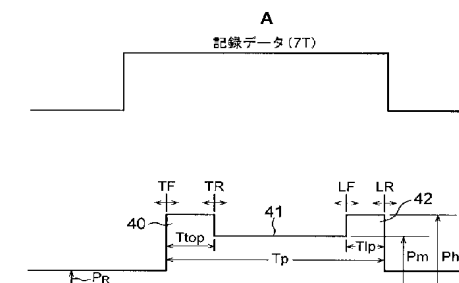 A
記録データ(7T)
TF TR LF LR
40 41 42
Ttop Tlp
Tp Pm Ph
PR